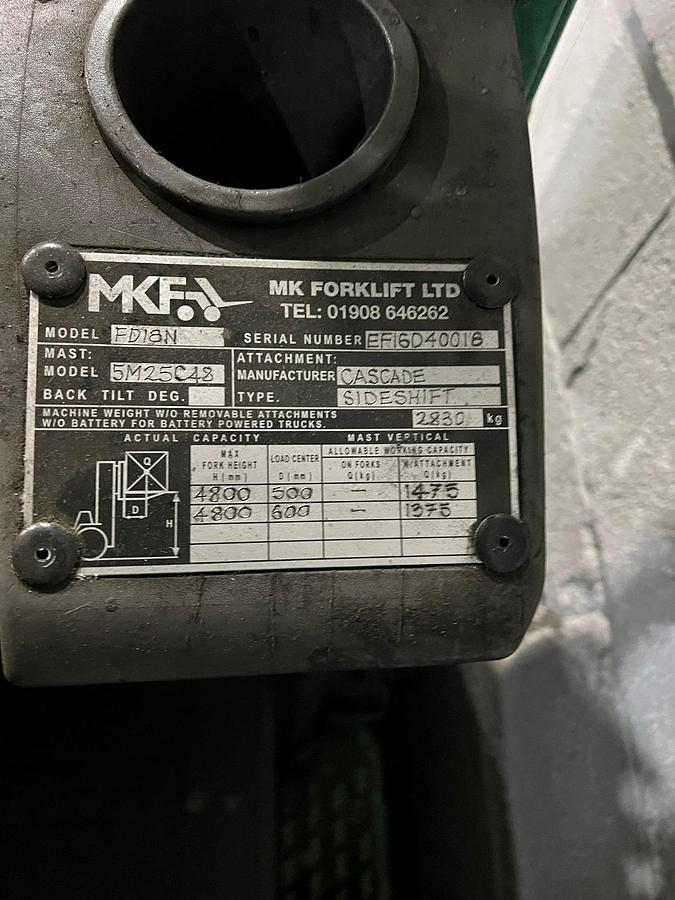 MKF MK FORKLIFT LTD
TEL: 01908 646262
MODEL FD18N SERIAL NUMBER EF16D40018
MAST: ATTACHMENT:
MODEL 5M25C48 MANUFACTURER CASCADE
BACK TILT DEG. TYPE. SIDESHIFT
MACHINE WEIGHT W/O REMOVABLE ATTACHMENTS
W/O BATTERY FOR BATTERY POWERED TRUCKS. 2830 kg
ACTUAL CAPACITY MAST VERTICAL
MAX FORK HEIGHT H (mm) LOAD CENTER D (mm) ALLOWABLE WORKING CAPACITY
ON FORKS Q(kg) W/ATTACHMENT Q(kg)
4800 500 - 1475
4800 600 - 1375
Q
D
H